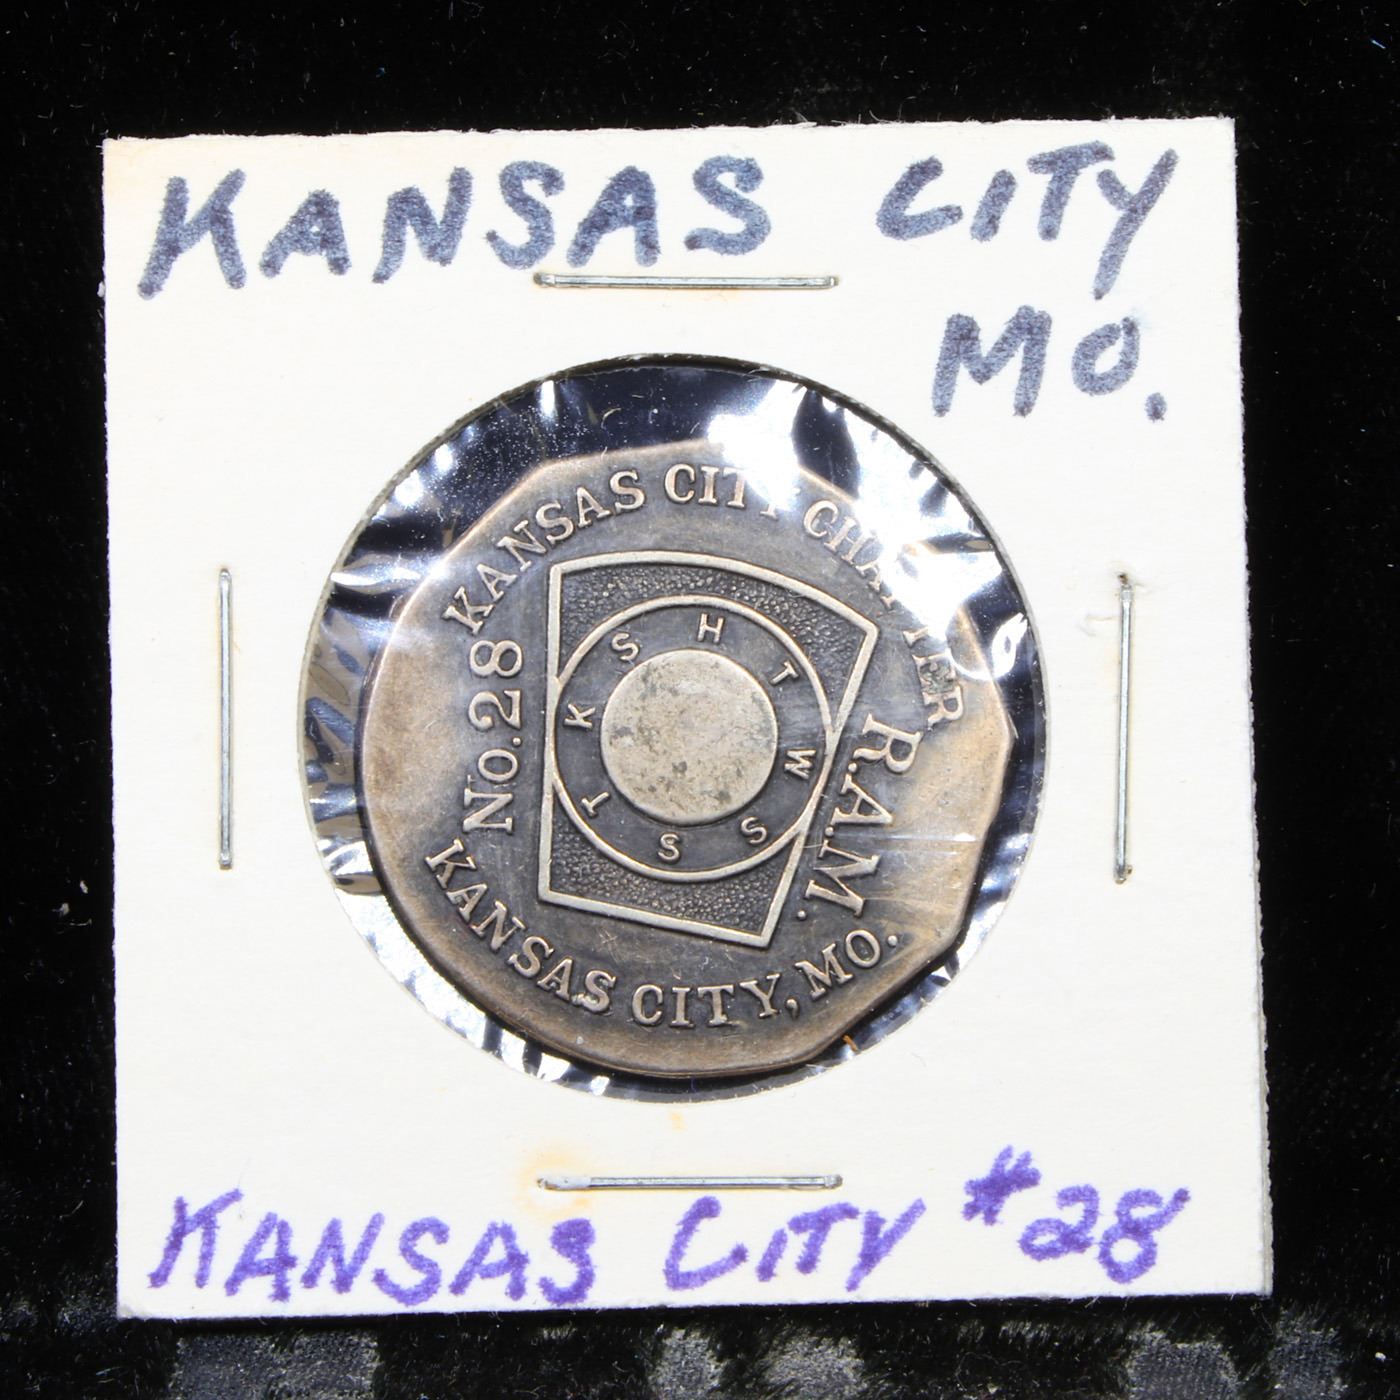 KANSAS CITY
MO.
KANSAS CITY CHAPTER
No. 28
R.A.M.
H T W S S T K S
KANSAS CITY, MO.
KANSAS CITY #28